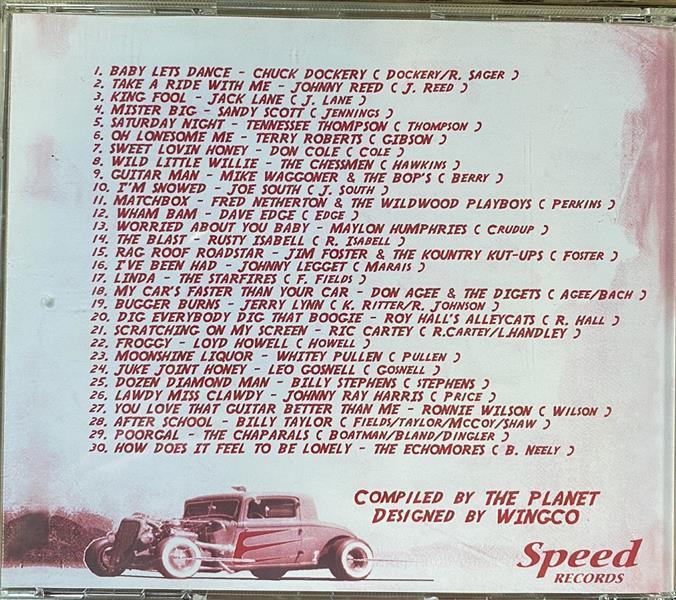 1. BABY LETS DANCE - CHUCK DOCKERY ( DOCKERY/R. SAGER )
2. TAKE A RIDE WITH ME - JOHNNY REED ( J. REED )
3. KING FOOL - JACK LANE ( J. LANE )
4. MISTER BIG - SANDY SCOTT ( JENNINGS )
5. SATURDAY NIGHT - TENNESSEE THOMPSON ( THOMPSON )
6. OH LONESOME ME - TERRY ROBERTS ( GIBSON )
7. SWEET LOVIN HONEY - DON COLE ( COLE )
8. WILD LITTLE WILLIE - THE CHESSMEN ( HAWKINS )
9. GUITAR MAN - MIKE WAGGONER & THE BOP'S ( BERRY )
10. I'M SNOWED - JOE SOUTH ( J. SOUTH )
11. MATCHBOX - FRED NETHERTON & THE WILDWOOD PLAYBOYS ( PERKINS )
12. WHAM BAM - DAVE EDGE ( EDGE )
13. WORRIED ABOUT YOU BABY - MAYLON HUMPHRIES ( CRUDUP )
14. THE BLAST - RUSTY ISABELL ( R. ISABELL )
15. RAG ROOF ROADSTAR - JIM FOSTER & THE KOUNTRY KUT-UPS ( FOSTER )
16. I'VE BEEN HAD - JOHNNY LEGGET ( MARAIS )
17. LINDA - THE STARFIRES ( F. FIELDS )
18. MY CAR'S FASTER THAN YOUR CAR - DON AGEE & THE DIGETS ( AGEE/BACH )
19. BUGGER BURNS - JERRY LYNN ( K. RITTER/R. JOHNSON )
20. DIG EVERYBODY DIG THAT BOOGIE - ROY HALL'S ALLEYCATS ( R. HALL )
21. SCRATCHING ON MY SCREEN - RIC CARTEY ( R.CARTEY/L.HANDLEY )
22. FROGGY - LOYD HOWELL ( HOWELL )
23. MOONSHINE LIQUOR - WHITEY PULLEN ( PULLEN )
24. JUKE JOINT HONEY - LEO GOSNELL ( GOSNELL )
25. DOZEN DIAMOND MAN - BILLY STEPHENS ( STEPHENS )
26. LAWDY MISS CLAWDY - JOHNNY RAY HARRIS ( PRICE )
27. YOU LOVE THAT GUITAR BETTER THAN ME - RONNIE WILSON ( WILSON )
28. AFTER SCHOOL - BILLY TAYLOR ( FIELDS/TAYLOR/MCCOY/SHAW )
29. POORGAL - THE CHAPARALS ( BOATMAN/BLAND/DINGLER )
30. HOW DOES IT FEEL TO BE LONELY - THE ECHOMORES ( B. NEELY )
COMPILED BY THE PLANET
DESIGNED BY WINGCO
Speed
RECORDS